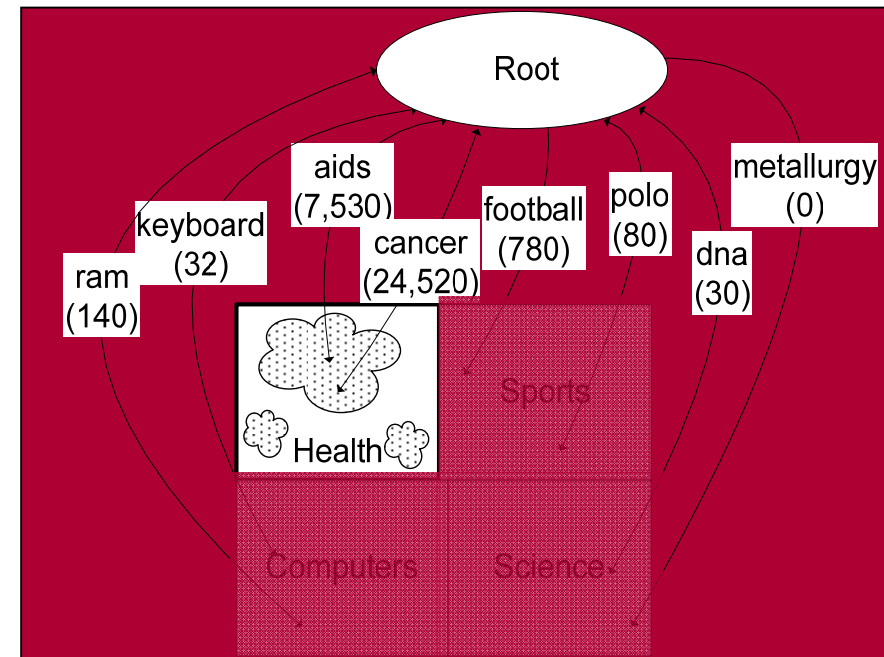 Root
aids
(7,530)
metallurgy
(0)
keyboard
(32)
football
(780)
polo
(80)
cancer
(24,520)
ram
(140)
dna
(30)
Sports
Health
Computers
Science